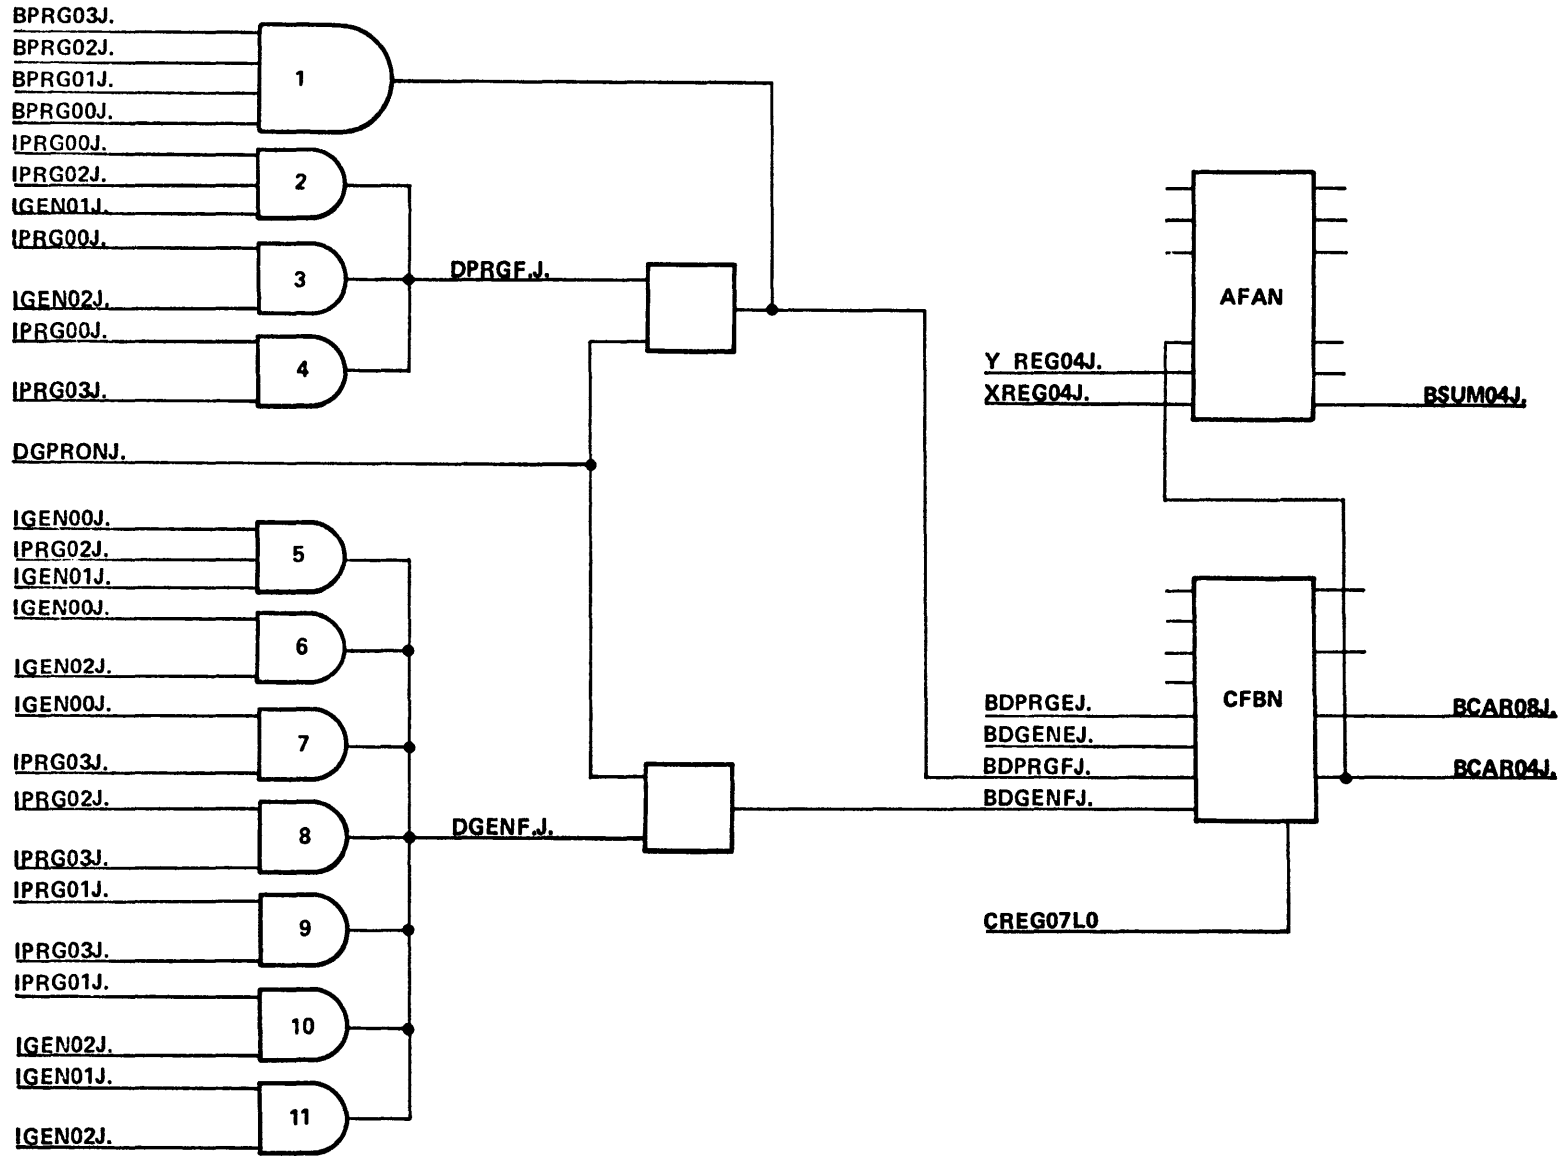 BPRG03J.
BPRG02J.
BPRG01J.
BPRG00J.
1
IPRG00J.
IPRG02J.
IGEN01J.
2
IPRG00J.
IGEN02J.
3
IPRG00J.
IPRG03J.
4
DPRGF.J.
DGPRONJ.
IGEN00J.
IPRG02J.
IGEN01J.
5
IGEN00J.
IGEN02J.
6
IGEN00J.
IPRG03J.
7
IPRG02J.
IPRG03J.
8
DGENF.J.
IPRG01J.
IPRG03J.
9
IPRG01J.
IGEN02J.
10
IGEN01J.
IGEN02J.
11
AFAN
Y REG04J.
XREG04J.
BSUM04J.
CFBN
BDPRGEJ.
BDGENEJ.
BDPRGFJ.
BDGENFJ.
BCAR08J.
BCAR04J.
CREG07L0